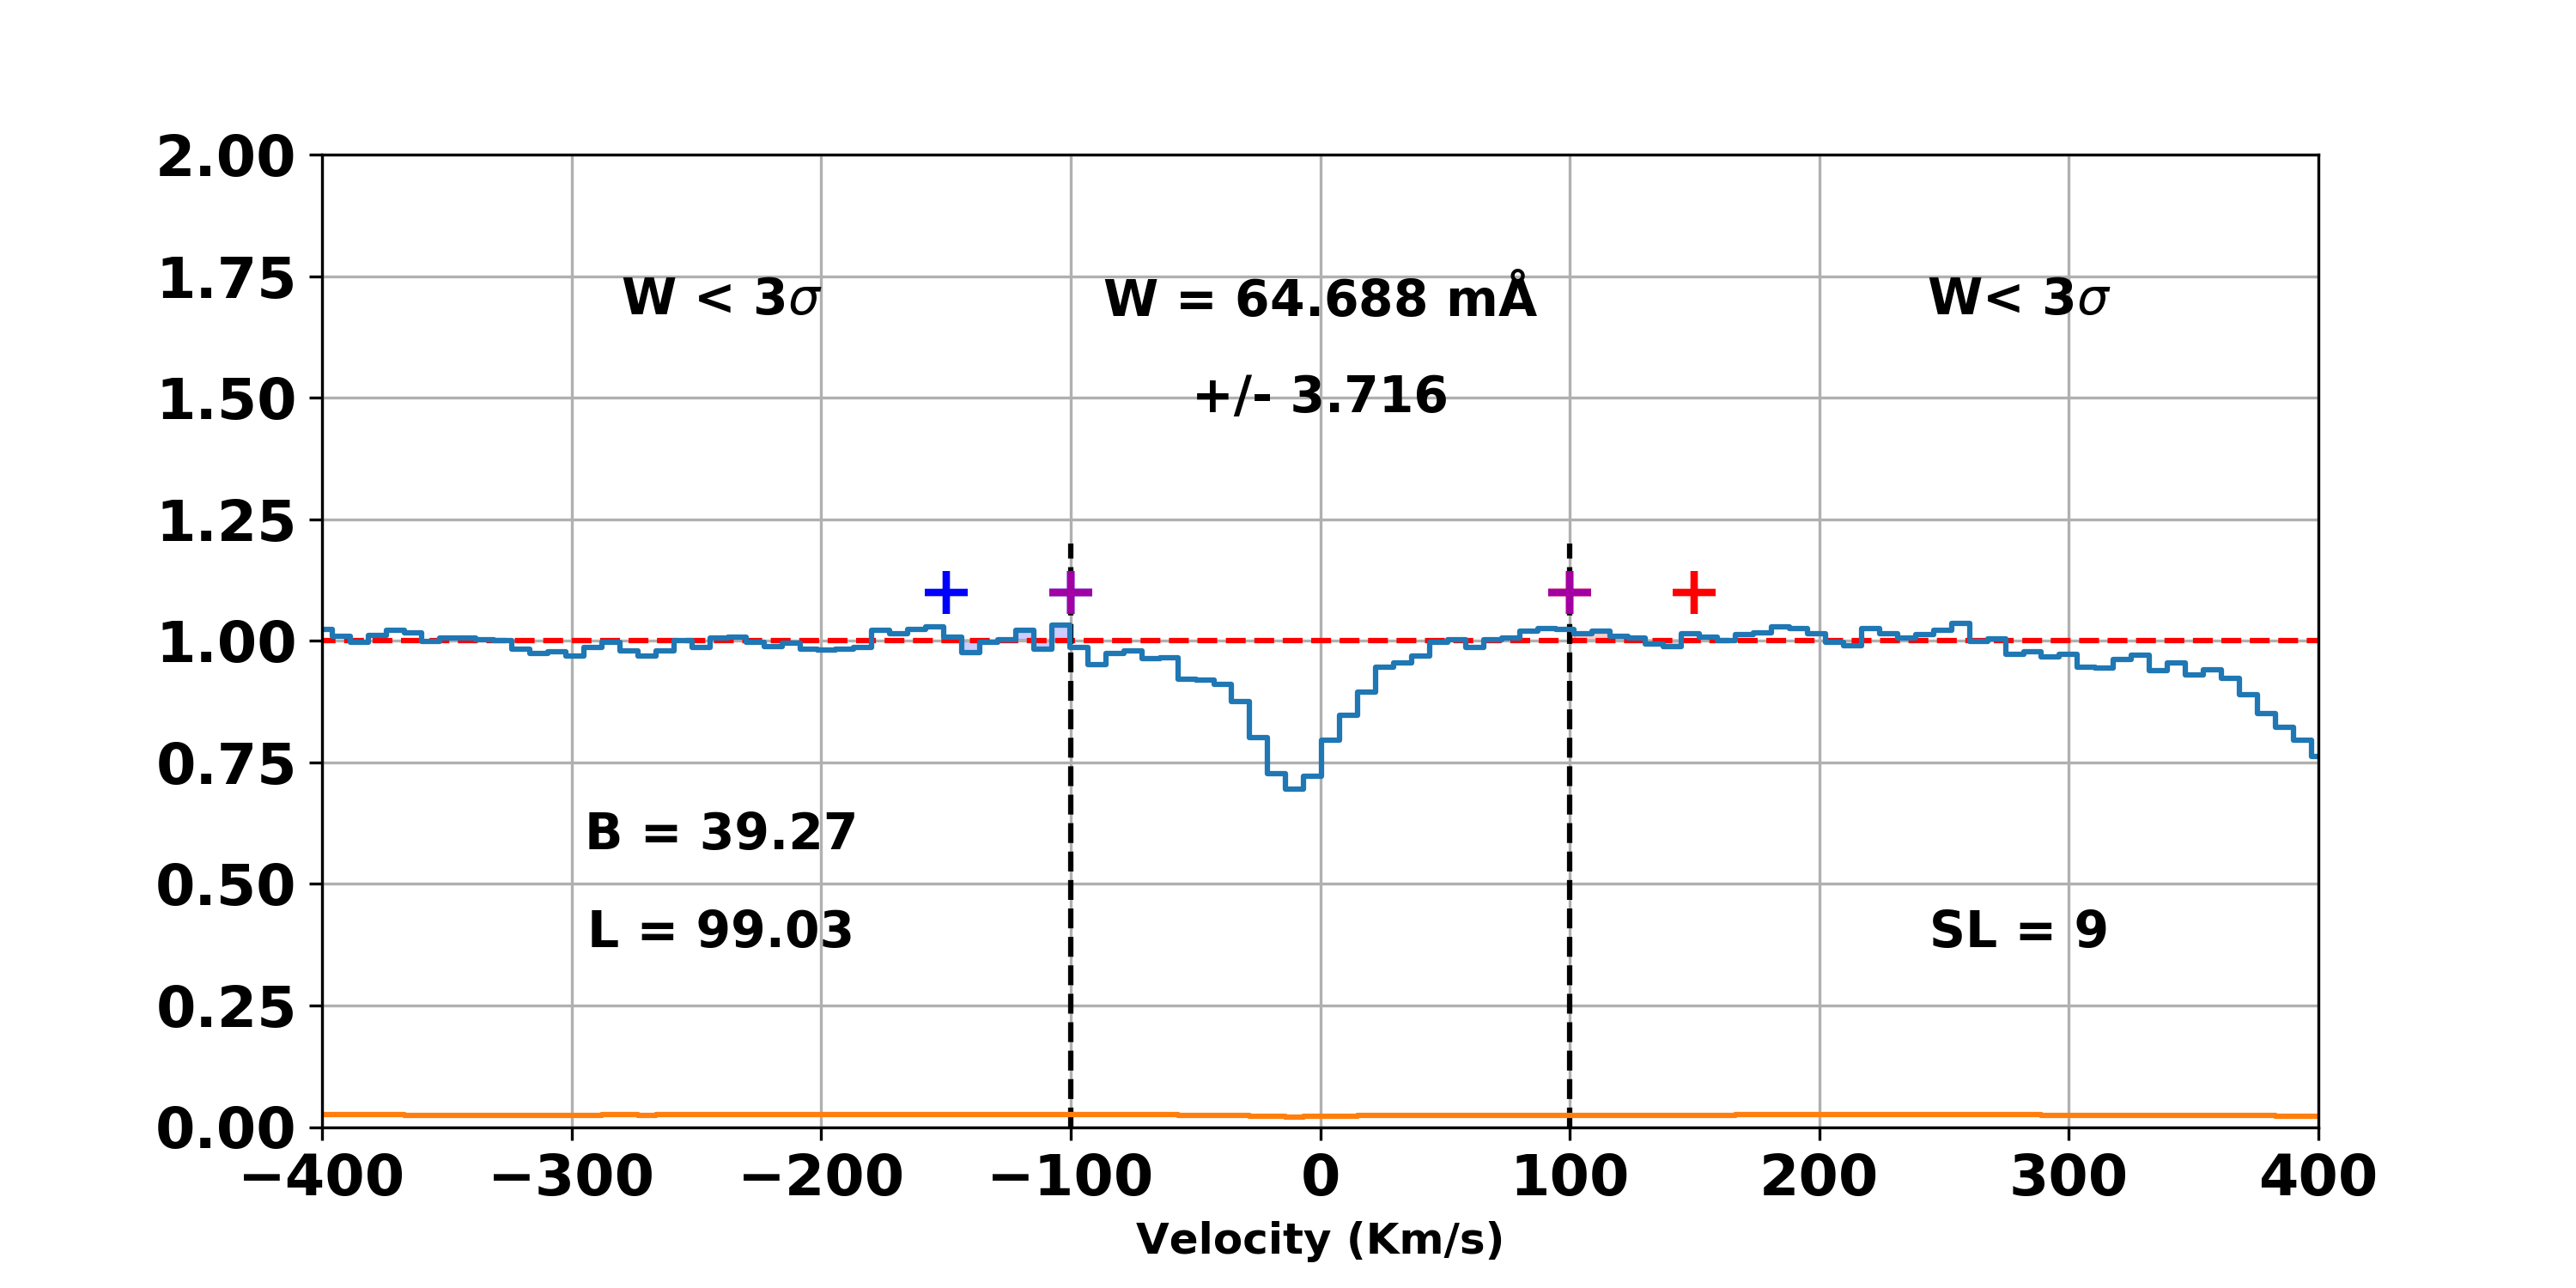 2.00
1.75
1.50
1.25
1.00
0.75
0.50
0.25
0.00
W < 3σ
W = 64.688 mÅ
+/- 3.716
W< 3σ
B = 39.27
L = 99.03
SL = 9
−400 −300 −200 −100 0 100 200 300 400
Velocity (Km/s)